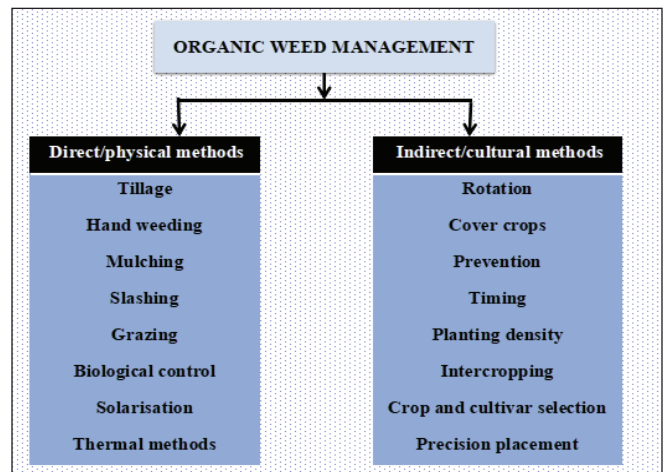 ORGANIC WEED MANAGEMENT
Direct/physical methods
Tillage
Hand weeding
Mulching
Slashing
Grazing
Biological control
Solarisation
Thermal methods
Indirect/cultural methods
Rotation
Cover crops
Prevention
Timing
Planting density
Intercropping
Crop and cultivar selection
Precision placement